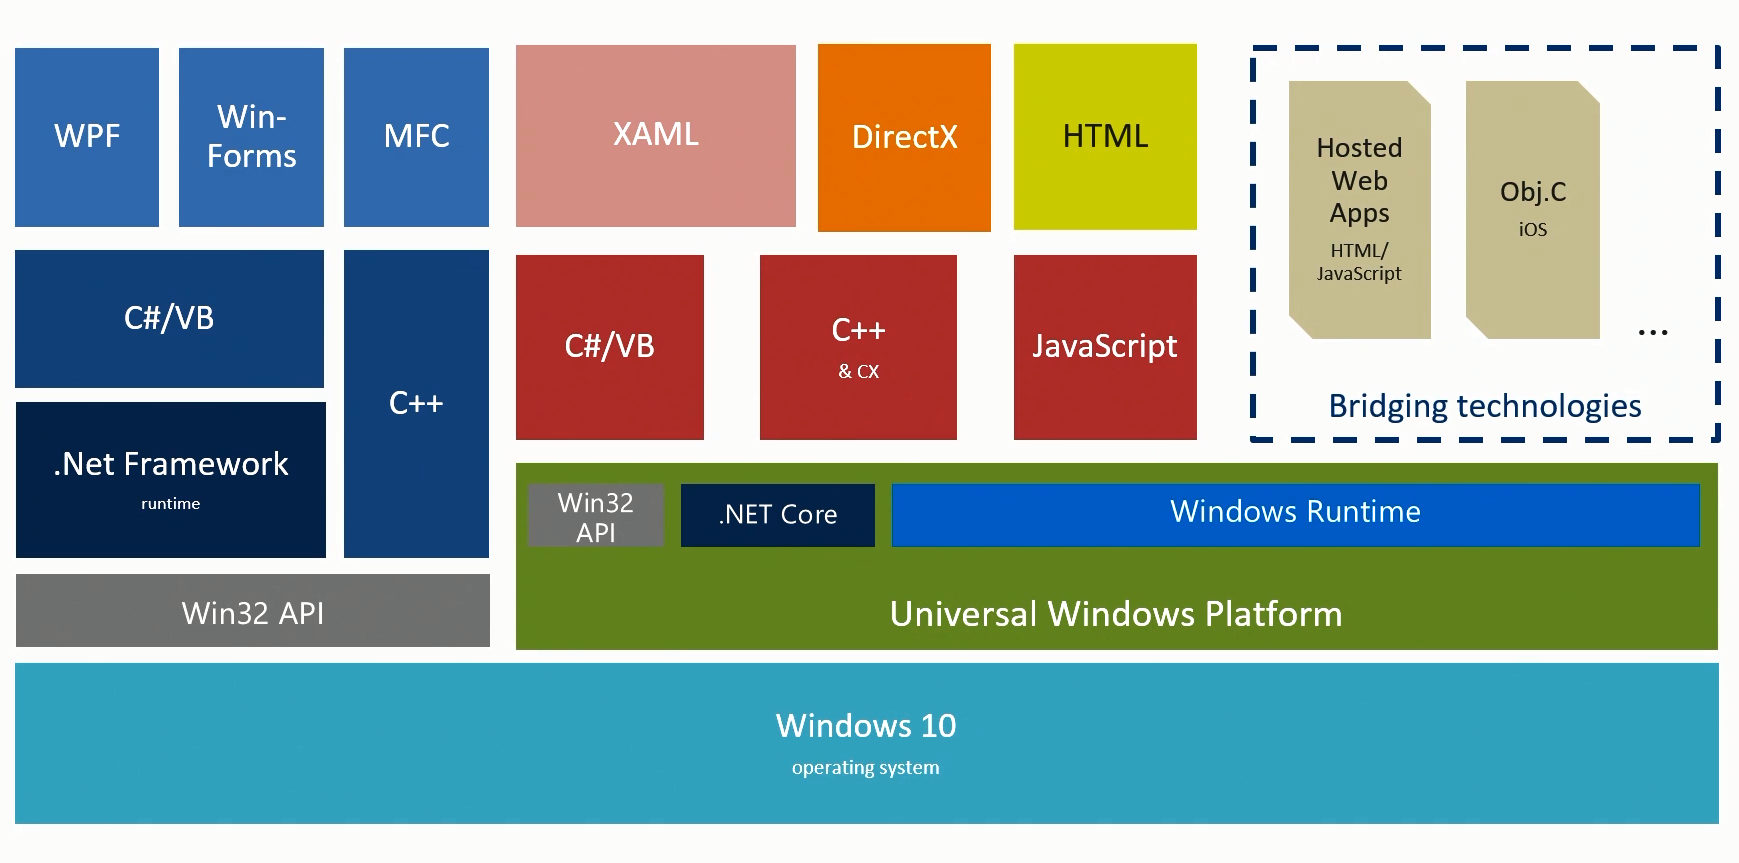 WPF
Win-
Forms
MFC
XAML
DirectX
HTML
Hosted
Web
Apps
HTML/
JavaScript
Obj.C
iOS
...
Bridging technologies
C#/VB
C++
.Net Framework
runtime
C#/VB
C++
& CX
JavaScript
Win32 API
Win32
API
.NET Core
Windows Runtime
Universal Windows Platform
Windows 10
operating system